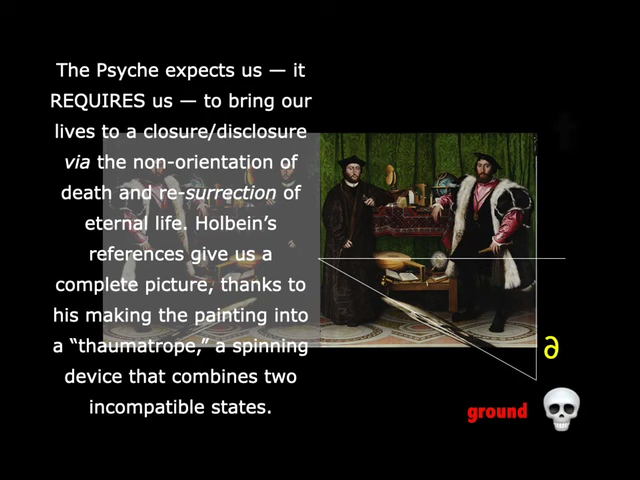 The Psyche expects us — it
REQUIRES us — to bring our
lives to a closure/disclosure
via the non-orientation of
death and re-surrection of
eternal life. Holbein’s
references give us a
complete picture, thanks to
his making the painting into
a “thaumatrope,” a spinning
device that combines two
incompatible states.
∂
ground